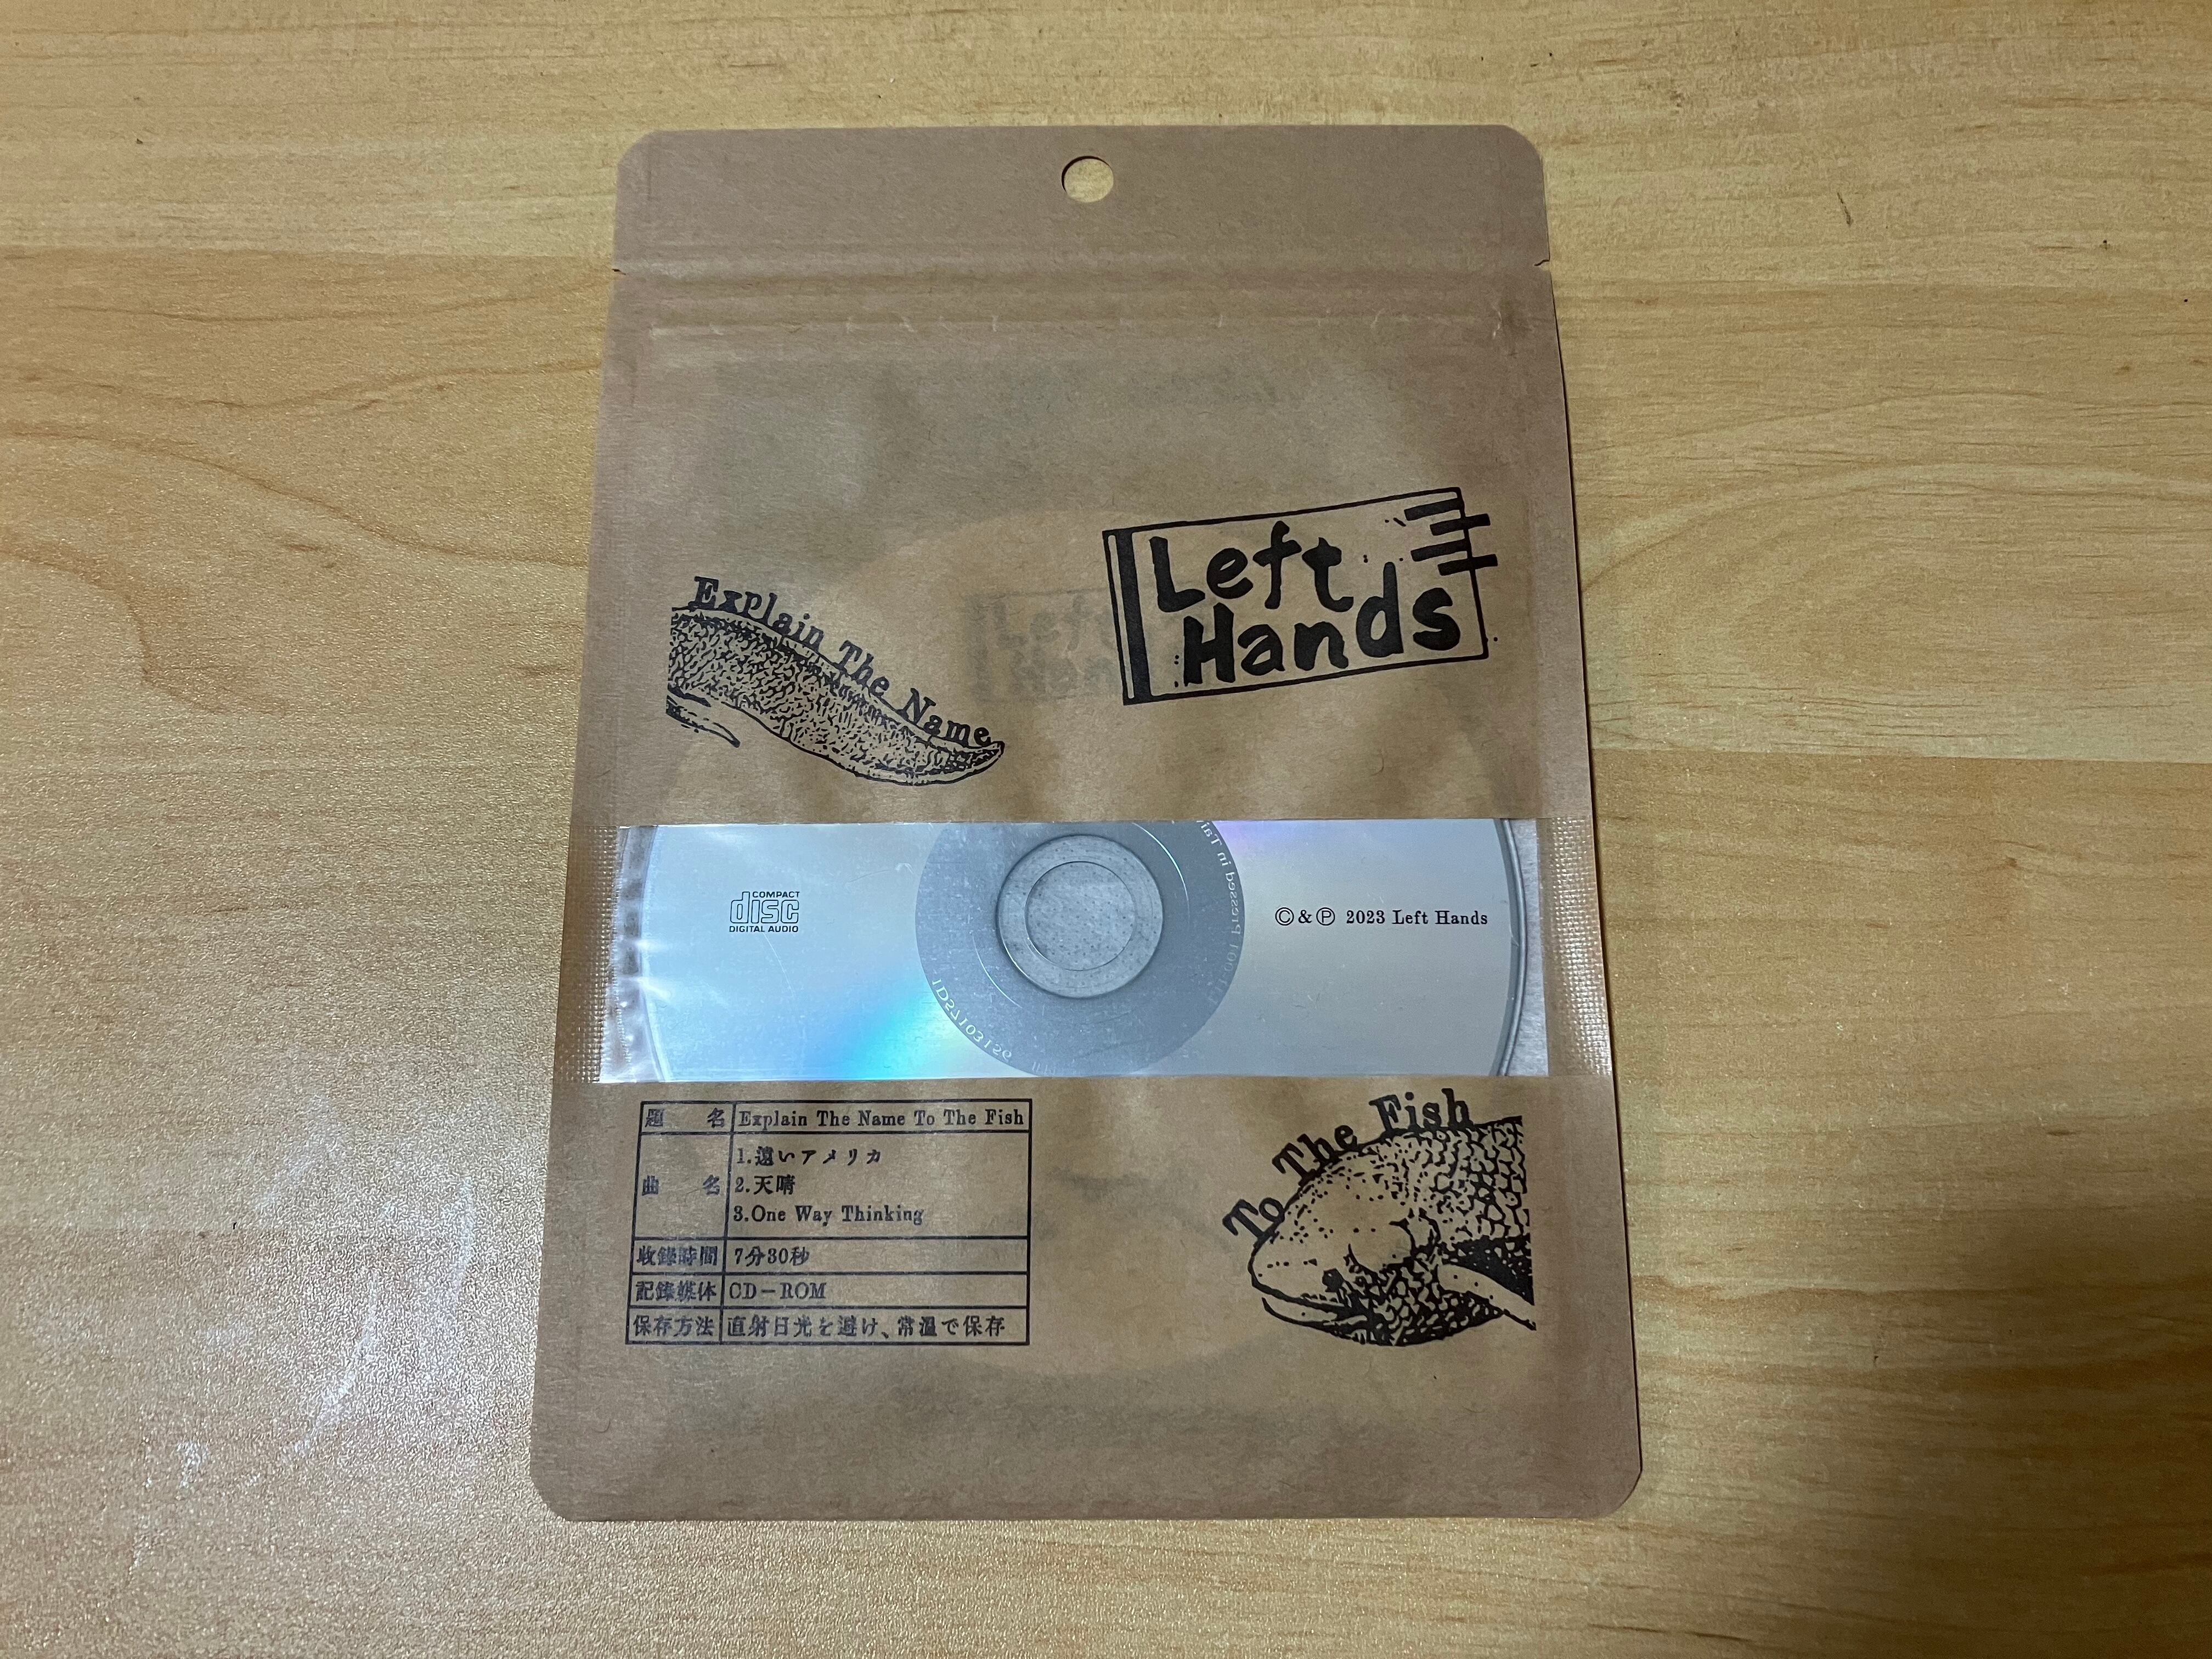 Left
Hands
Explain The Name
COMPACT
disc
DIGITAL AUDIO
Ⓒ&Ⓟ 2023 Left Hands
To The Fish
題 名 Explain The Name To The Fish
曲 名
1.遠いアメリカ
2.天晴
3.One Way Thinking
収録時間 7分30秒
記録媒体 CD-ROM
保存方法 直射日光を避け、常温で保存